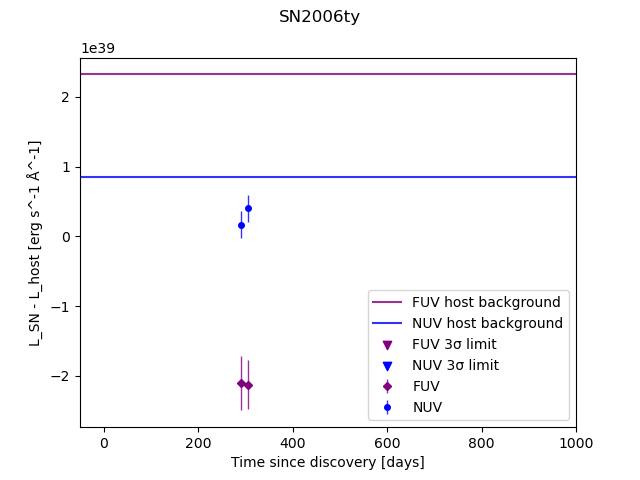 SN2006ty
1e39
2
1
0
−1
−2
L_SN - L_host [erg s^-1 Å^-1]
FUV host background
NUV host background
FUV 3σ limit
NUV 3σ limit
FUV
NUV
0 200 400 600 800 1000
Time since discovery [days]